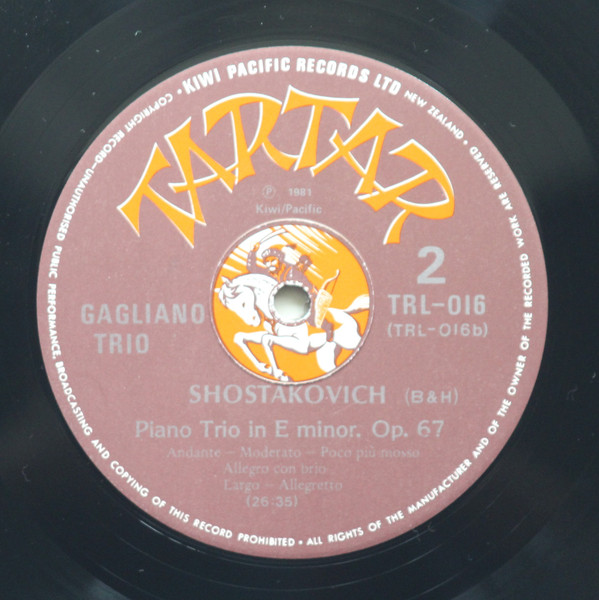 • KIWI PACIFIC RECORDS LTD NEW ZEALAND • ALL RIGHTS OF THE MANUFACTURER AND OF THE OWNER OF THE RECORDED WORK ARE RESERVED
COPYRIGHT RECORD—UNAUTHORISED PUBLIC PERFORMANCE, BROADCASTING AND COPYING OF THIS RECORD PROHIBITED •
TARTAR
Ⓟ 1981
Kiwi/Pacific
2
TRL-016
(TRL-016b)
GAGLIANO
TRIO
SHOSTAKOVICH (B&H)
Piano Trio in E minor, Op. 67
Andante – Moderato – Poco più mosso
Allegro con brio
Largo – Allegretto
(26·35)